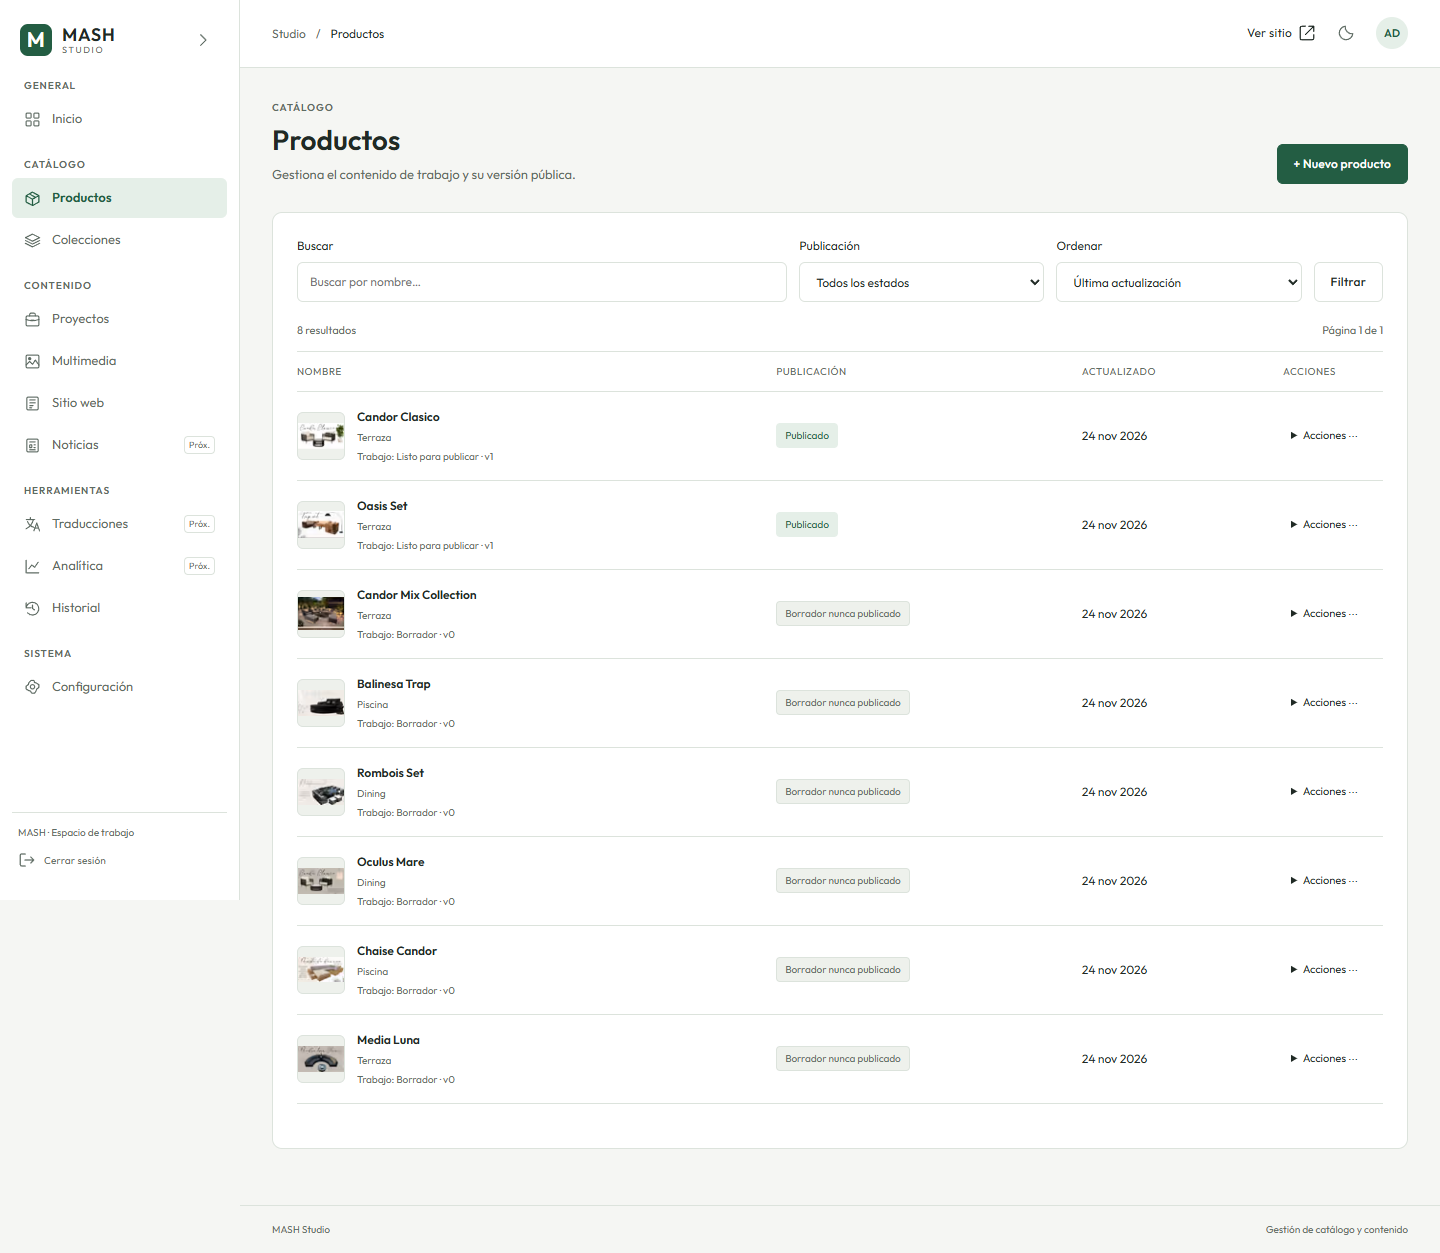 M MASH
STUDIO
GENERAL
Inicio
CATÁLOGO
Productos
Colecciones
CONTENIDO
Proyectos
Multimedia
Sitio web
Noticias Próx.
HERRAMIENTAS
Traducciones Próx.
Analítica Próx.
Historial
SISTEMA
Configuración
MASH · Espacio de trabajo
Cerrar sesión
Studio / Productos
Ver sitio
AD
CATÁLOGO
Productos
Gestiona el contenido de trabajo y su versión pública.
+ Nuevo producto
Buscar Publicación Ordenar
Buscar por nombre... Todos los estados Última actualización Filtrar
8 resultados Página 1 de 1
NOMBRE PUBLICACIÓN ACTUALIZADO ACCIONES
Candor Clasico
Terraza
Trabajo: Listo para publicar · v1
Publicado 24 nov 2026 ▶ Acciones ···
Oasis Set
Terraza
Trabajo: Listo para publicar · v1
Publicado 24 nov 2026 ▶ Acciones ···
Candor Mix Collection
Terraza
Trabajo: Borrador · v0
Borrador nunca publicado 24 nov 2026 ▶ Acciones ···
Balinesa Trap
Piscina
Trabajo: Borrador · v0
Borrador nunca publicado 24 nov 2026 ▶ Acciones ···
Rombois Set
Dining
Trabajo: Borrador · v0
Borrador nunca publicado 24 nov 2026 ▶ Acciones ···
Oculus Mare
Dining
Trabajo: Borrador · v0
Borrador nunca publicado 24 nov 2026 ▶ Acciones ···
Chaise Candor
Piscina
Trabajo: Borrador · v0
Borrador nunca publicado 24 nov 2026 ▶ Acciones ···
Media Luna
Terraza
Trabajo: Borrador · v0
Borrador nunca publicado 24 nov 2026 ▶ Acciones ···
MASH Studio Gestión de catálogo y contenido